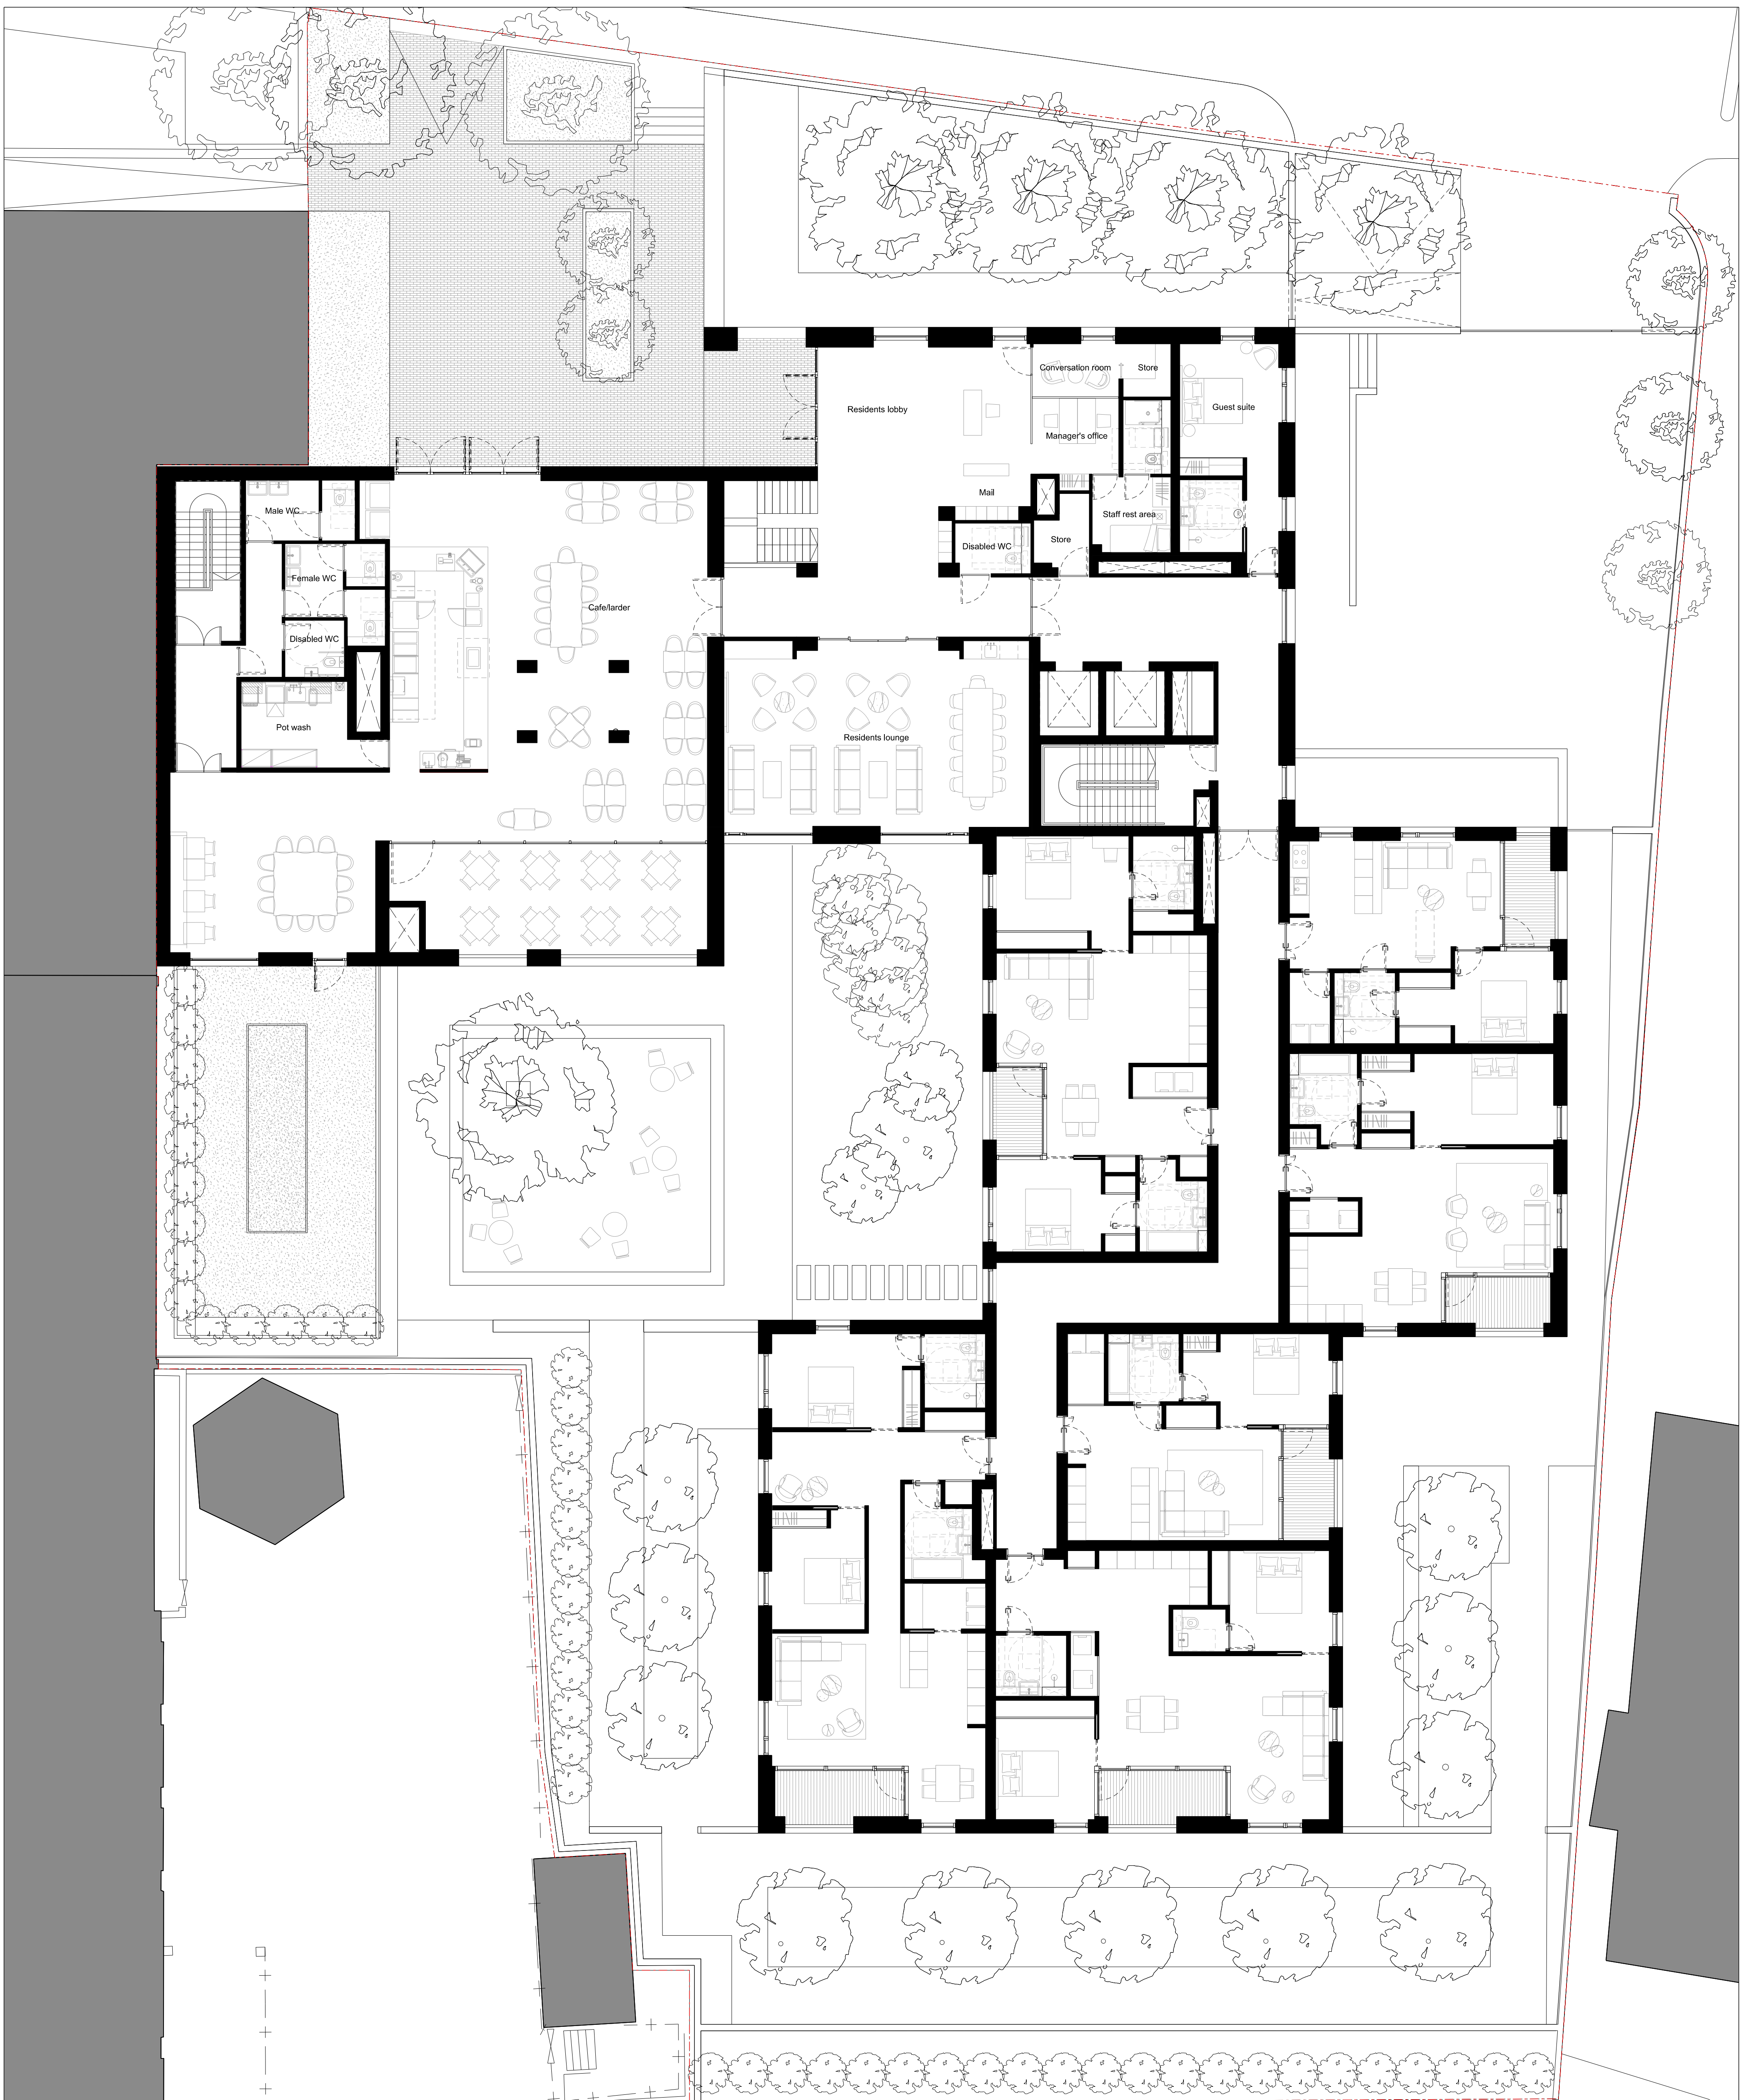 Conversation room
Store
Residents lobby
Guest suite
Manager's office
Mail
Male WC
Staff rest area
Store
Disabled WC
Female WC
Cafe/larder
Disabled WC
Pot wash
Residents lounge